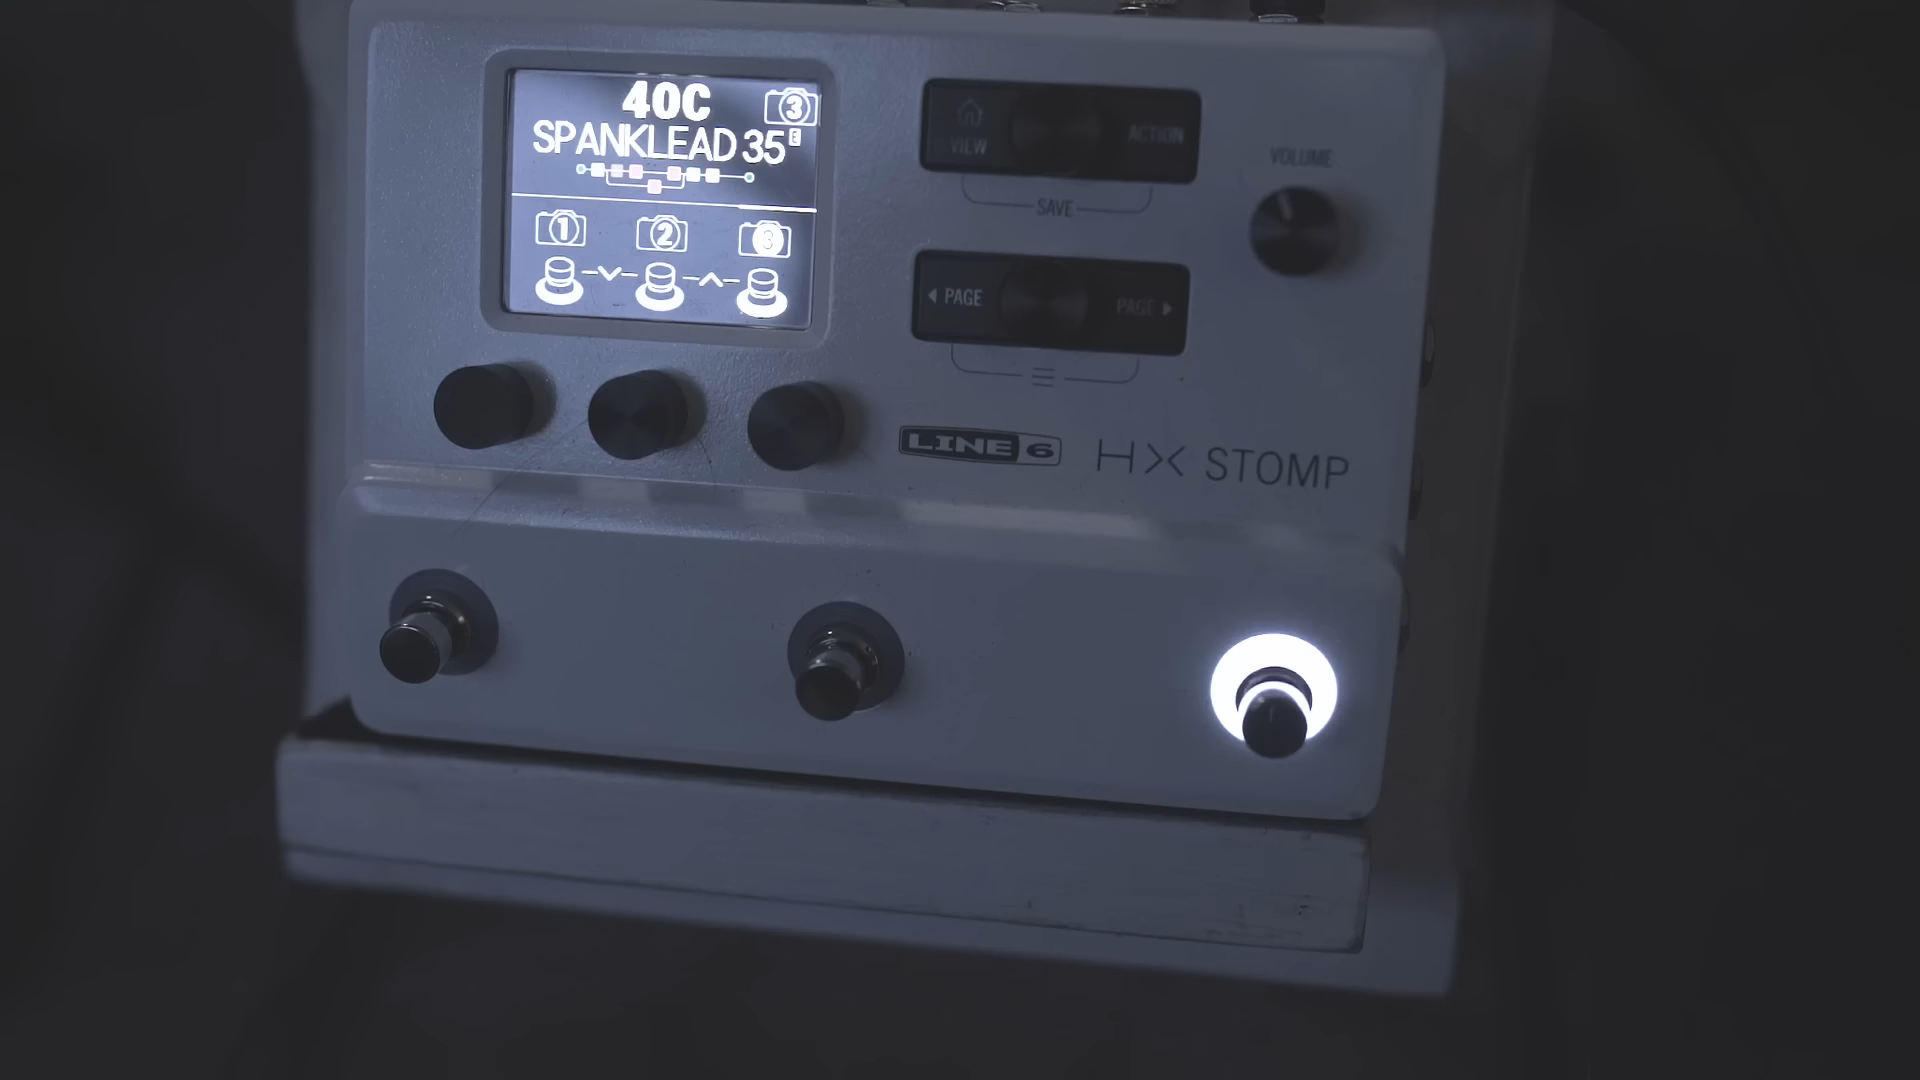 40C
3
SPANKLEAD 35 E
1 2 3
VIEW
ACTION
SAVE
VOLUME
PAGE
PAGE
LINE 6 HX STOMP